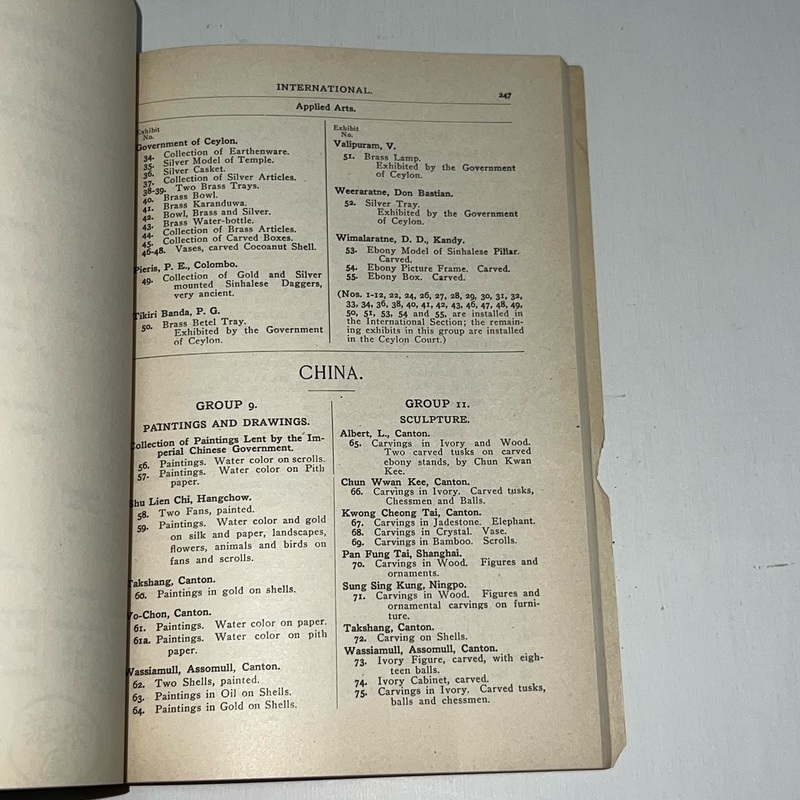 INTERNATIONAL.
247
Applied Arts.
Exhibit
No.
Government of Ceylon.
34. Collection of Earthenware.
35. Silver Model of Temple.
36. Silver Casket.
37. Collection of Silver Articles.
38-39. Two Brass Trays.
40. Brass Bowl.
41. Brass Karanduwa.
42. Bowl, Brass and Silver.
43. Brass Water-bottle.
44. Collection of Brass Articles.
45. Collection of Carved Boxes.
46-48. Vases, carved Cocoanut Shell.
Pieris, P. E., Colombo.
49. Collection of Gold and Silver
mounted Sinhalese Daggers,
very ancient.
Tikiri Banda, P. G.
50. Brass Betel Tray.
Exhibited by the Government
of Ceylon.
Exhibit
No.
Valipuram, V.
51. Brass Lamp.
Exhibited by the Government
of Ceylon.
Weeraratne, Don Bastian.
52. Silver Tray.
Exhibited by the Government
of Ceylon.
Wimalaratne, D. D., Kandy.
53. Ebony Model of Sinhalese Pillar.
Carved.
54. Ebony Picture Frame. Carved.
55. Ebony Box. Carved.
(Nos. 1-12, 22, 24, 26, 27, 28, 29, 30, 31, 32,
33, 34, 36, 38, 40, 41, 42, 43, 46, 47, 48, 49,
50, 51, 53, 54 and 55, are installed in
the International Section; the remain-
ing exhibits in this group are installed
in the Ceylon Court.)
CHINA.
GROUP 9.
PAINTINGS AND DRAWINGS.
Collection of Paintings Lent by the Im-
perial Chinese Government.
56. Paintings. Water color on scrolls.
57. Paintings. Water color on Pith
paper.
Shu Lien Chi, Hangchow.
58. Two Fans, painted.
59. Paintings. Water color and gold
on silk and paper, landscapes,
flowers, animals and birds on
fans and scrolls.
Takshang, Canton.
60. Paintings in gold on shells.
Yo-Chon, Canton.
61. Paintings. Water color on paper.
61a. Paintings. Water color on pith
paper.
Wassiamull, Assomull, Canton.
62. Two Shells, painted.
63. Paintings in Oil on Shells.
64. Paintings in Gold on Shells.
GROUP 11.
SCULPTURE.
Albert, L., Canton.
65. Carvings in Ivory and Wood.
Two carved tusks on carved
ebony stands, by Chun Kwan
Kee.
Chun Wwan Kee, Canton.
66. Carvings in Ivory. Carved tusks,
Chessmen and Balls.
Kwong Cheong Tai, Canton.
67. Carvings in Jadestone. Elephant.
68. Carvings in Crystal. Vase.
69. Carvings in Bamboo. Scrolls.
Pan Fung Tai, Shanghai.
70. Carvings in Wood. Figures and
ornaments.
Sung Sing Kung, Ningpo.
71. Carvings in Wood. Figures and
ornamental carvings on furni-
ture.
Takshang, Canton.
72. Carving on Shells.
Wassiamull, Assomull, Canton.
73. Ivory Figure, carved, with eigh-
teen balls.
74. Ivory Cabinet, carved.
75. Carvings in Ivory. Carved tusks,
balls and chessmen.